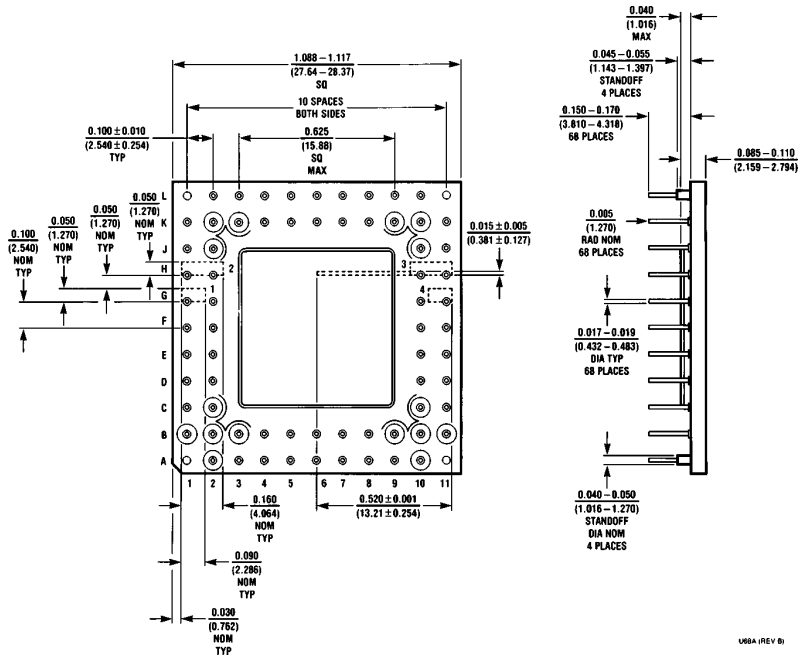 1.088 – 1.117
(27.64 – 28.37)
SQ
10 SPACES
BOTH SIDES
0.100 ± 0.010
(2.540 ± 0.254)
TYP
0.625
(15.88)
SQ
MAX
0.050
(1.270)
NOM
TYP
0.050
(1.270)
NOM
TYP
0.050
(1.270)
NOM
TYP
0.100
(2.540)
NOM
TYP
0.015 ± 0.005
(0.381 ± 0.127)
L
K
J
H
G
F
E
D
C
B
A
2
1
3
4
1 2 3 4 5 6 7 8 9 10 11
0.160
(4.064)
NOM
TYP
0.520 ± 0.001
(13.21 ± 0.254)
0.090
(2.286)
NOM
TYP
0.030
(0.762)
NOM
TYP
0.040
(1.016)
MAX
0.045 – 0.055
(1.143 – 1.397)
STANDOFF
4 PLACES
0.150 – 0.170
(3.810 – 4.318)
68 PLACES
0.085 – 0.110
(2.159 – 2.794)
0.005
(1.270)
RAD NOM
68 PLACES
0.017 – 0.019
(0.432 – 0.483)
DIA TYP
68 PLACES
0.040 – 0.050
(1.016 – 1.270)
STANDOFF
DIA NOM
4 PLACES
U68A (REV B)